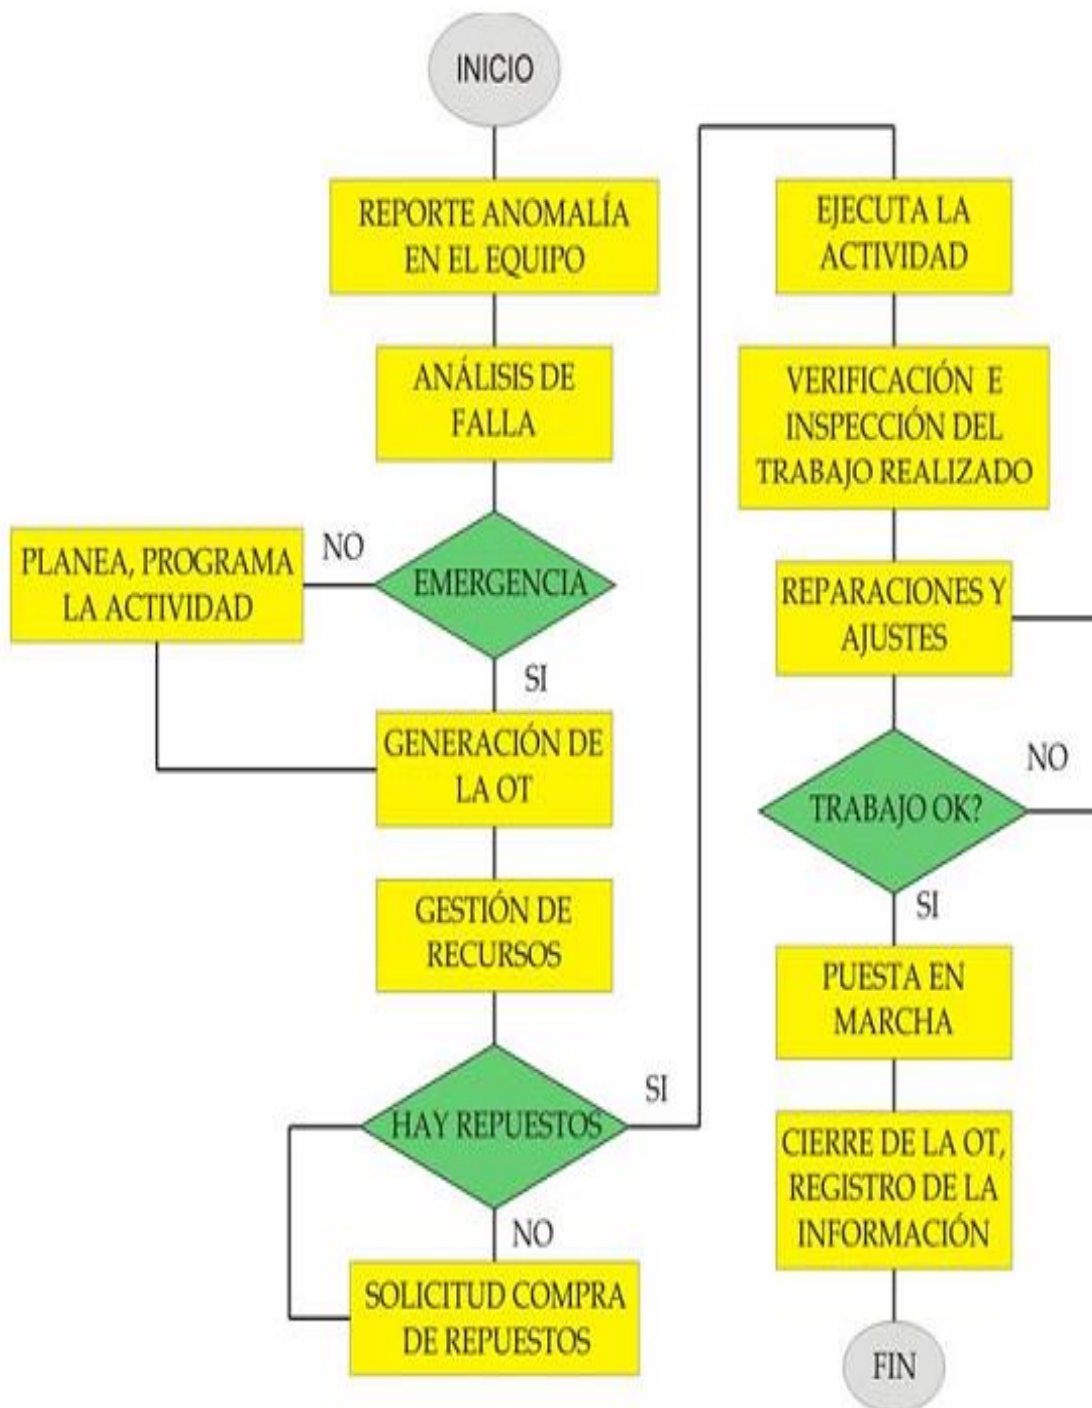 INICIO
REPORTE ANOMALÍA
EN EL EQUIPO
ANÁLISIS DE
FALLA
EMERGENCIA
NO
PLANEA, PROGRAMA
LA ACTIVIDAD
SI
GENERACIÓN DE
LA OT
GESTIÓN DE
RECURSOS
HAY REPUESTOS
SI
NO
SOLICITUD COMPRA
DE REPUESTOS
EJECUTA LA
ACTIVIDAD
VERIFICACIÓN E
INSPECCIÓN DEL
TRABAJO REALIZADO
REPARACIONES Y
AJUSTES
TRABAJO OK?
NO
SI
PUESTA EN
MARCHA
CIERRE DE LA OT,
REGISTRO DE LA
INFORMACIÓN
FIN